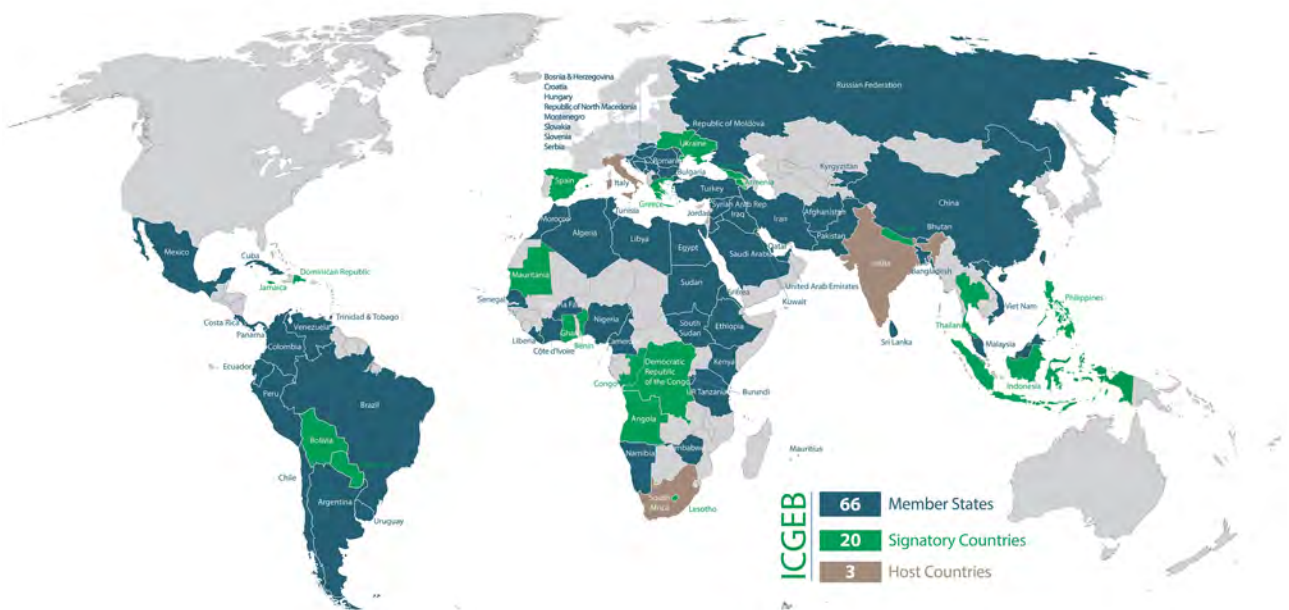 Bosnia & Herzegovina
Croatia
Hungary
Republic of North Macedonia
Montenegro
Slovakia
Slovenia
Serbia
Russian Federation
Republic of Moldova
Ukraine
Romania
Bulgaria
Kyrgyzstan
Armenia
Spain
Italy
Greece
Turkey
Tunisia
Syrian Arab Rep
Jordan
Iraq
Iran
Afghanistan
China
Morocco
Algeria
Libya
Egypt
Pakistan
Bhutan
Saudi Arabia
Qatar
India
Bangladesh
Mexico
Cuba
Dominican Republic
Jamaica
Mauritania
Sudan
Eritrea
United Arab Emirates
Kuwait
Viet Nam
Philippines
Senegal
Nigeria
Costa Rica
Panama
Venezuela
Trinidad & Tobago
Colombia
Liberia
Côte d'Ivoire
Ghana
Benin
South
Sudan
Ethiopia
Sri Lanka
Thailand
Malaysia
Ecuador
Peru
Brazil
Congo
Democratic
Republic
of the Congo
Kenya
UR Tanzania
Burundi
Indonesia
Bolivia
Angola
Namibia
Zimbabwe
Mauritius
Chile
Argentina
Uruguay
South
Africa
Lesotho
ICGEB
66 Member States
20 Signatory Countries
3 Host Countries